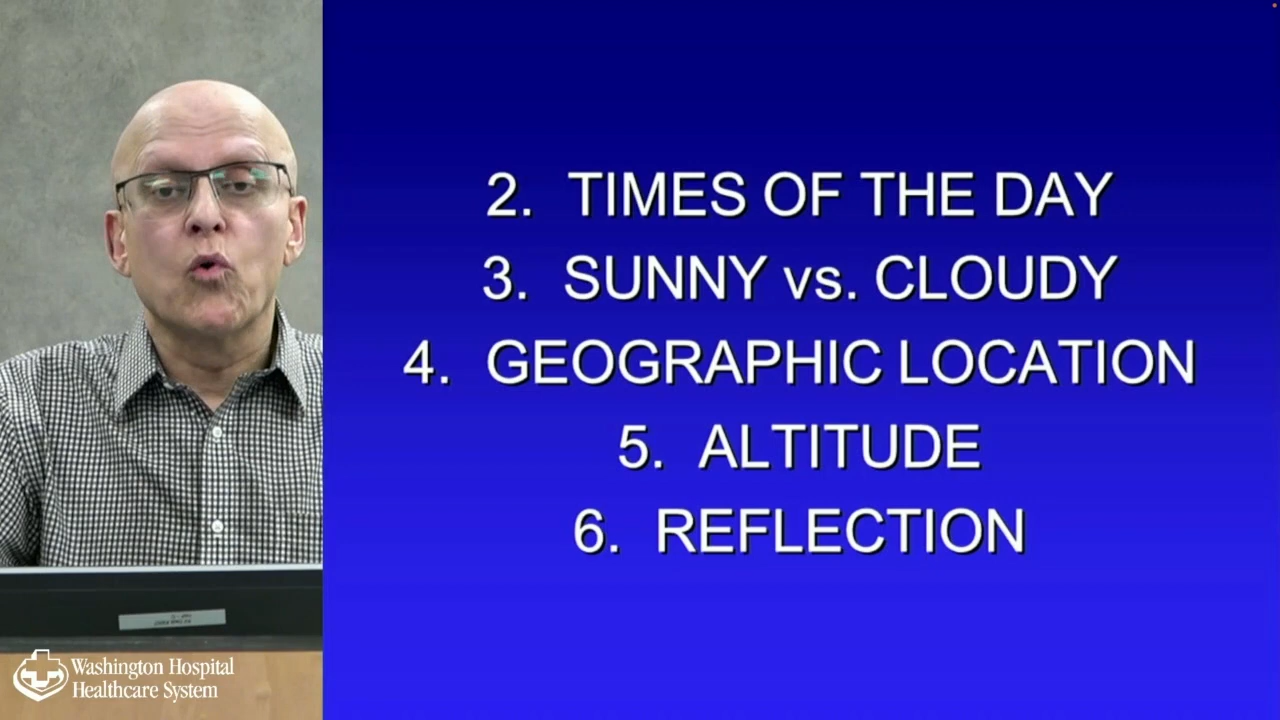 2. TIMES OF THE DAY
3. SUNNY vs. CLOUDY
4. GEOGRAPHIC LOCATION
5. ALTITUDE
6. REFLECTION
Washington Hospital
Healthcare System